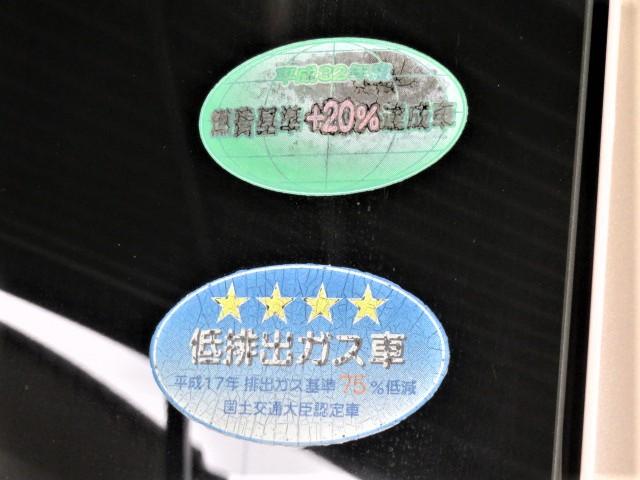 平成32年度
燃費基準+20%達成車
低排出ガス車
平成17年 排出ガス基準75%低減
国土交通大臣認定車